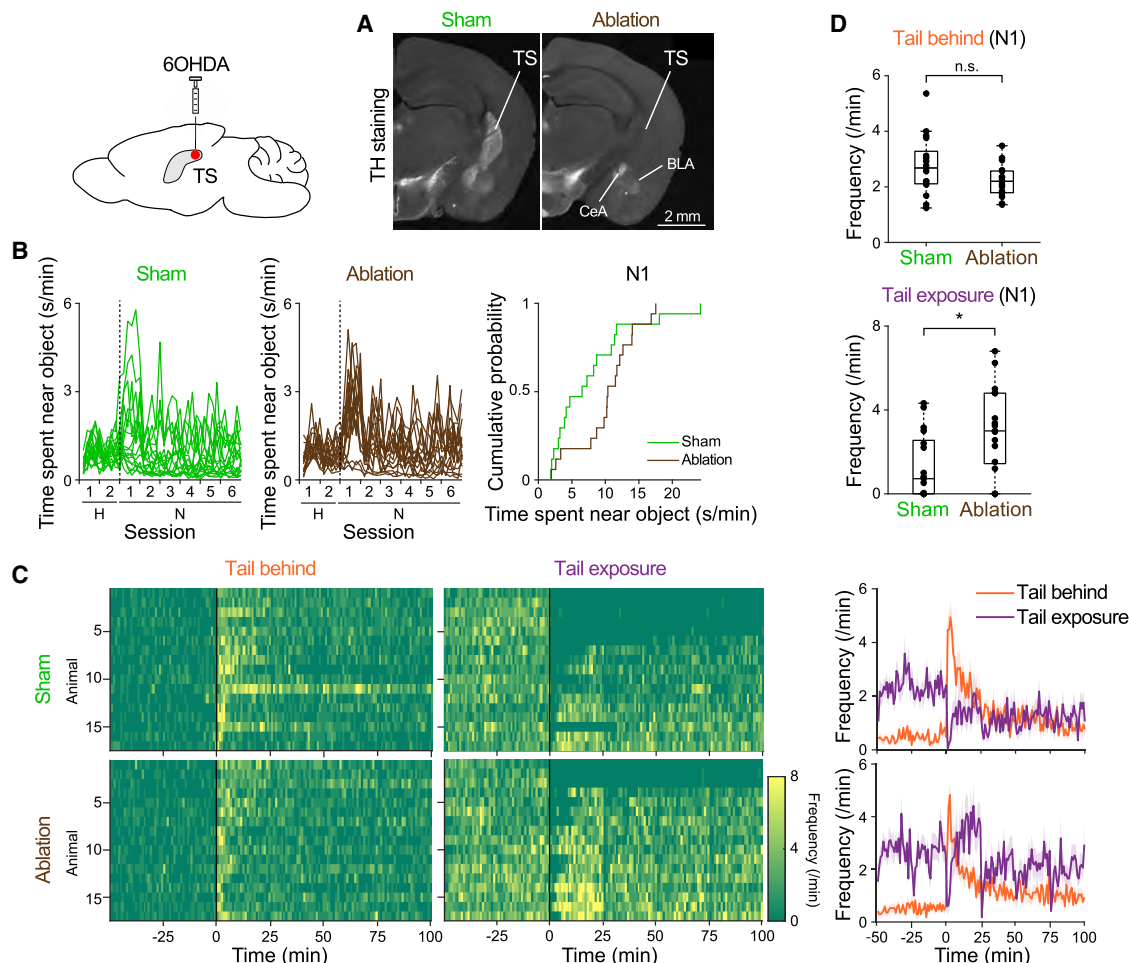 6OHDA
TS
A
Sham
Ablation
TH staining
TS
TS
BLA
CeA
2 mm
B
Sham
Time spent near object (s/min)
6
3
0
1 2 1 2 3 4 5 6
H N
Session
Ablation
Time spent near object (s/min)
6
3
0
1 2 1 2 3 4 5 6
H N
Session
N1
Cumulative probability
1
0.5
0
Sham
Ablation
0 5 10 15 20
Time spent near object (s/min)
C
Tail behind
Tail exposure
Sham
Animal
5
10
15
Ablation
Animal
5
10
15
-25 0 25 50 75 100
Time (min)
-25 0 25 50 75 100
Time (min)
8
4
0
Frequency (/min)
Tail behind
Tail exposure
Frequency (/min)
6
4
2
0
Frequency (/min)
6
4
2
0
-50 -25 0 25 50 75 100
Time (min)
D
Tail behind (N1)
n.s.
Frequency (/min)
6
4
2
0
Sham Ablation
Tail exposure (N1)
*
Frequency (/min)
8
4
0
Sham Ablation